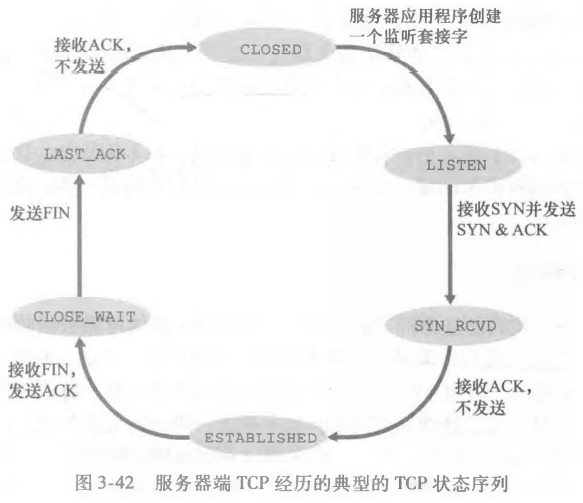 服务器应用程序创建
一个监听套接字
接收ACK,
不发送
CLOSED
LAST_ACK
LISTEN
发送FIN
接收SYN并发送
SYN & ACK
CLOSE_WAIT
SYN_RCVD
接收FIN,
发送ACK
接收ACK,
不发送
ESTABLISHED
图 3-42 服务器端 TCP 经历的典型的 TCP 状态序列